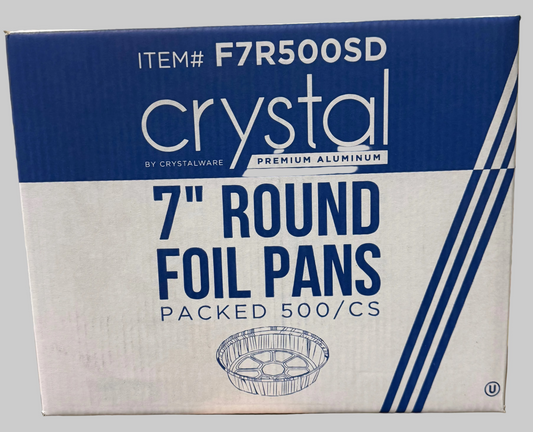 ITEM# F7R500SD
crystal
BY CRYSTALWARE PREMIUM ALUMINUM
7" ROUND
FOIL PANS
PACKED 500/CS
U